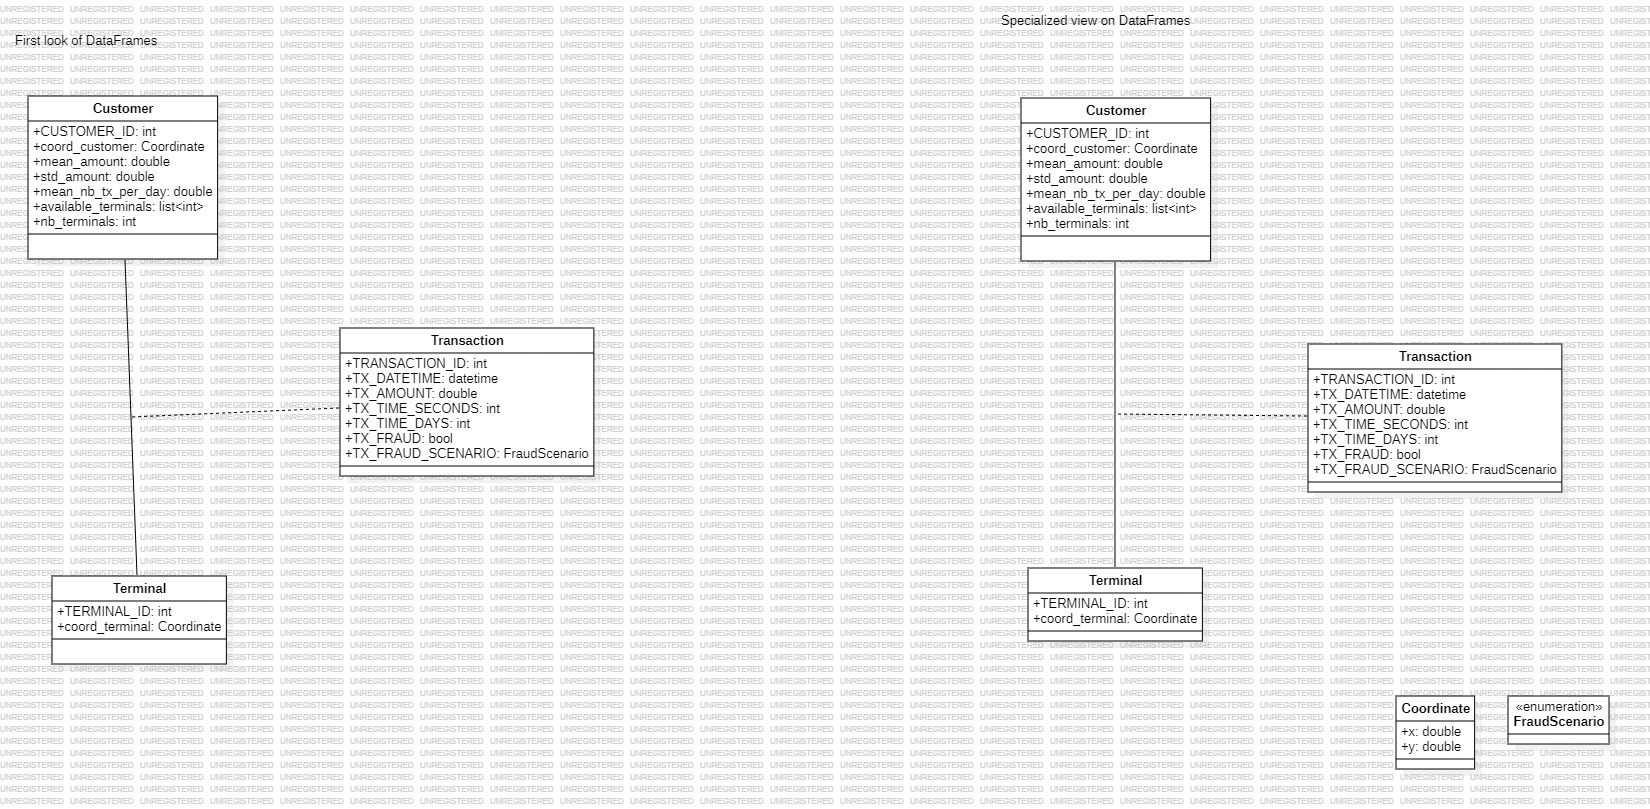 First look of DataFrames
Customer
+CUSTOMER_ID: int
+coord_customer: Coordinate
+mean_amount: double
+std_amount: double
+mean_nb_tx_per_day: double
+available_terminals: list<int>
+nb_terminals: int
Transaction
+TRANSACTION_ID: int
+TX_DATETIME: datetime
+TX_AMOUNT: double
+TX_TIME_SECONDS: int
+TX_TIME_DAYS: int
+TX_FRAUD: bool
+TX_FRAUD_SCENARIO: FraudScenario
Terminal
+TERMINAL_ID: int
+coord_terminal: Coordinate
Specialized view on DataFrames
Customer
+CUSTOMER_ID: int
+coord_customer: Coordinate
+mean_amount: double
+std_amount: double
+mean_nb_tx_per_day: double
+available_terminals: list<int>
+nb_terminals: int
Transaction
+TRANSACTION_ID: int
+TX_DATETIME: datetime
+TX_AMOUNT: double
+TX_TIME_SECONDS: int
+TX_TIME_DAYS: int
+TX_FRAUD: bool
+TX_FRAUD_SCENARIO: FraudScenario
Terminal
+TERMINAL_ID: int
+coord_terminal: Coordinate
Coordinate
+x: double
+y: double
«enumeration»
FraudScenario
UNREGISTERED